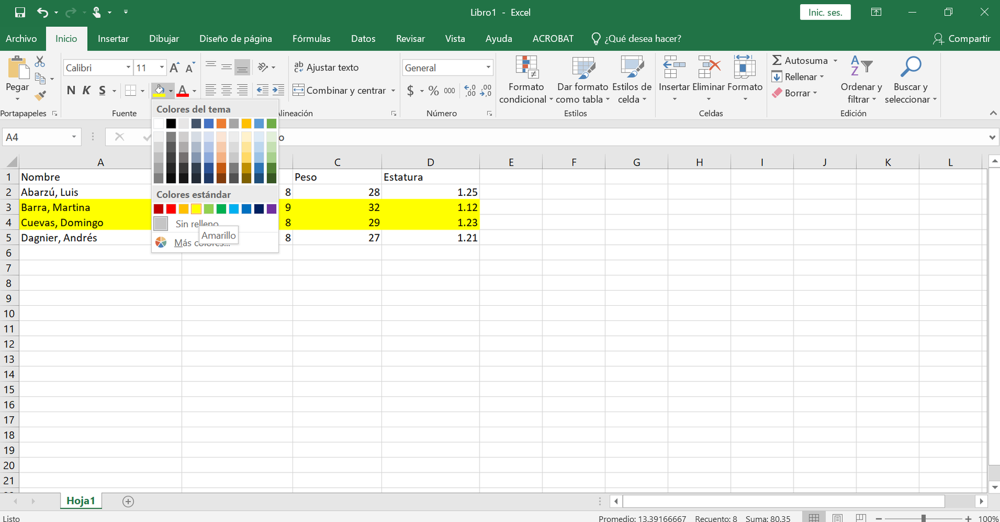 Libro1 - Excel
Inic. ses.
Archivo Inicio Insertar Dibujar Diseño de página Fórmulas Datos Revisar Vista Ayuda ACROBAT ¿Qué desea hacer? Compartir
Pegar
Portapapeles
Calibri 11
N K S
Fuente
Ajustar texto
Combinar y centrar
Alineación
General
$ % 000
Número
Formato condicional
Dar formato como tabla
Estilos de celda
Estilos
Insertar Eliminar Formato
Celdas
Autosuma
Rellenar
Borrar
Ordenar y filtrar
Buscar y seleccionar
Edición
A4
o
Colores del tema
Colores estándar
Sin relleno
Más colores...
Amarillo
A C D E F G H I J K L
1 Nombre Peso Estatura
2 Abarzú, Luis 8 28 1.25
3 Barra, Martina 9 32 1.12
4 Cuevas, Domingo 8 29 1.23
5 Dagnier, Andrés 8 27 1.21
6
7
8
9
10
11
12
13
14
15
16
17
18
19
20
21
Hoja1
Listo
Promedio: 13.39166667 Recuento: 8 Suma: 80.35 100%